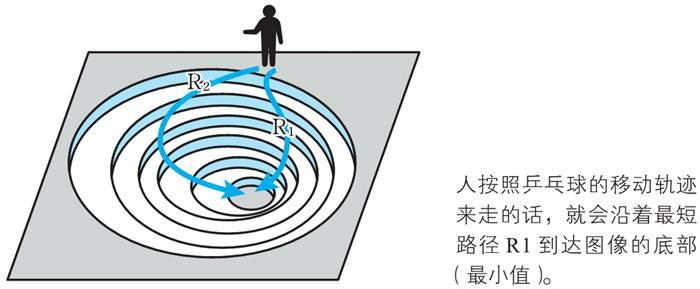 R₂
R₁
人按照乒乓球的移动轨迹
来走的话，就会沿着最短
路径 R1 到达图像的底部
（最小值）。